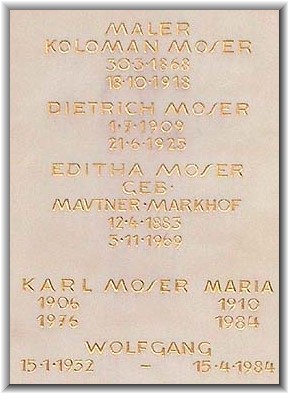 MALER
KOLOMAN MOSER
30·3·1868
18·10·1918
DIETRICH MOSER
1·7·1909
21·6·1925
EDITHA MOSER
GEB·
MAUTNER·MARKHOF
12·4·1883
3·11·1969
KARL MOSER MARIA
1906 1910
1976 1984
WOLFGANG
15·1·1932 – 15·4·1984